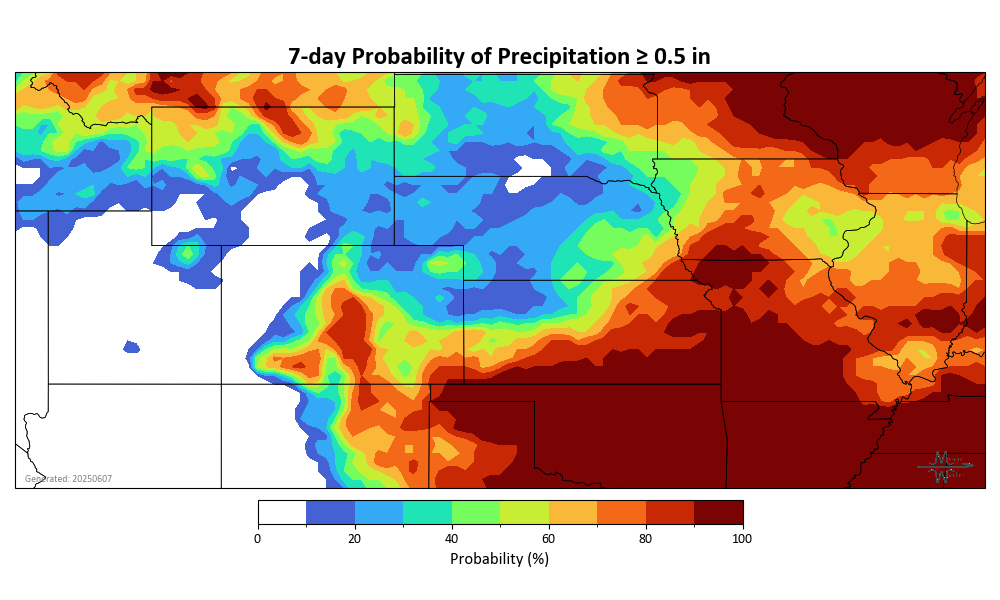 7-day Probability of Precipitation ≥ 0.5 in
Generated: 20250607
0 20 40 60 80 100
Probability (%)